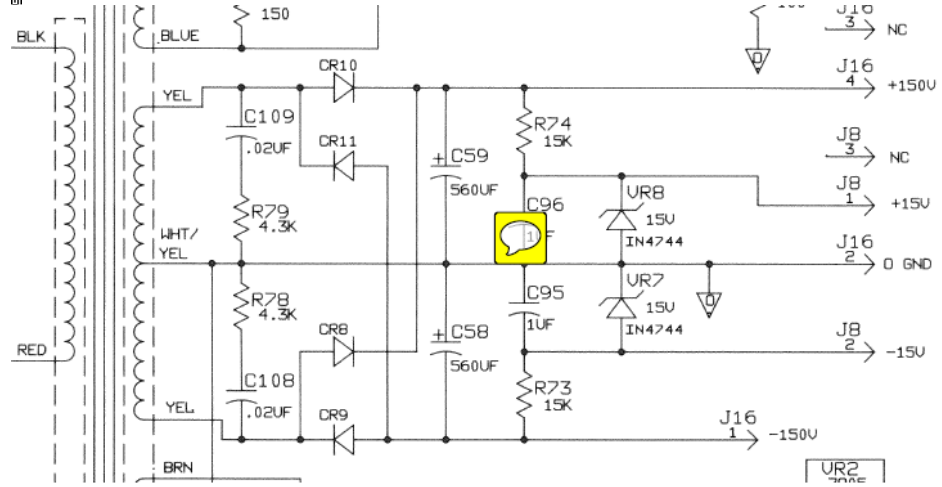 150
BLK
BLUE
J16
3
NC
0
CR10
J16
4
+150V
YEL
C109
.02UF
CR11
+
C59
560UF
R74
15K
J8
3
NC
J8
1
+15V
R79
4.3K
C96
VR8
15V
IN4744
WHT/
YEL
J16
2
0 GND
R78
4.3K
C95
1UF
VR7
15V
IN4744
0
CR8
+
C58
560UF
J8
2
-15V
RED
C108
.02UF
R73
15K
YEL
CR9
J16
1
-150V
BRN
VR2